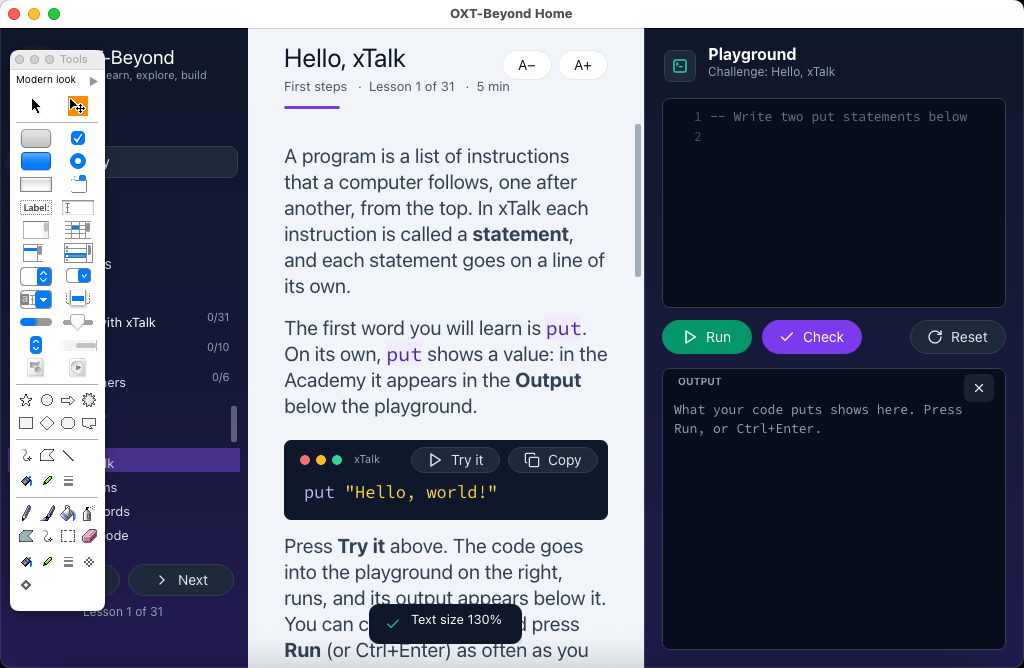 OXT-Beyond Home
Tools
Modern look
Label:
-Beyond
earn, explore, build
y
s
with xTalk
0/31
0/10
ners
0/6
lk
ms
ords
ode
Next
Lesson 1 of 31
Hello, xTalk
A−
A+
First steps · Lesson 1 of 31 · 5 min
A program is a list of instructions
that a computer follows, one after
another, from the top. In xTalk each
instruction is called a statement,
and each statement goes on a line of
its own.
The first word you will learn is put.
On its own, put shows a value: in the
Academy it appears in the Output
below the playground.
xTalk
Try it
Copy
put "Hello, world!"
Press Try it above. The code goes
into the playground on the right,
runs, and its output appears below it.
You can c
d press
Text size 130%
Run (or Ctrl+Enter) as often as you
Playground
Challenge: Hello, xTalk
1 -- Write two put statements below
2
Run
Check
Reset
OUTPUT
What your code puts shows here. Press
Run, or Ctrl+Enter.